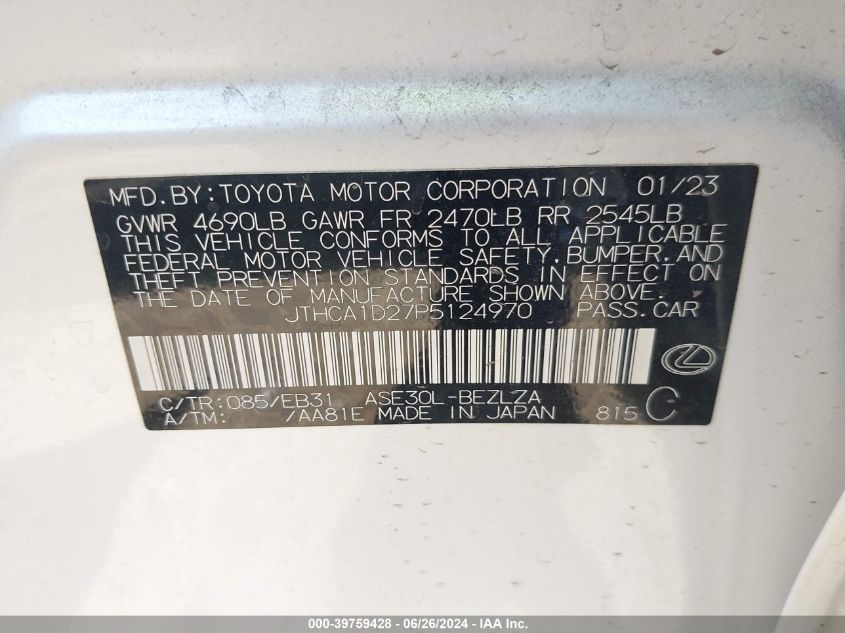 MFD. BY: TOYOTA MOTOR CORPORATION 01/23
GVWR 4690LB GAWR FR 2470LB RR 2545LB
THIS VEHICLE CONFORMS TO ALL APPLICABLE
FEDERAL MOTOR VEHICLE SAFETY, BUMPER, AND
THEFT PREVENTION STANDARDS IN EFFECT ON
THE DATE OF MANUFACTURE SHOWN ABOVE.
JTHCA1D27P5124970 PASS. CAR
C/TR: 085/EB31 ASE30L-BEZLZA
A/TM: /AA81E MADE IN JAPAN 815 C
000-39759428 - 06/26/2024 - IAA Inc.